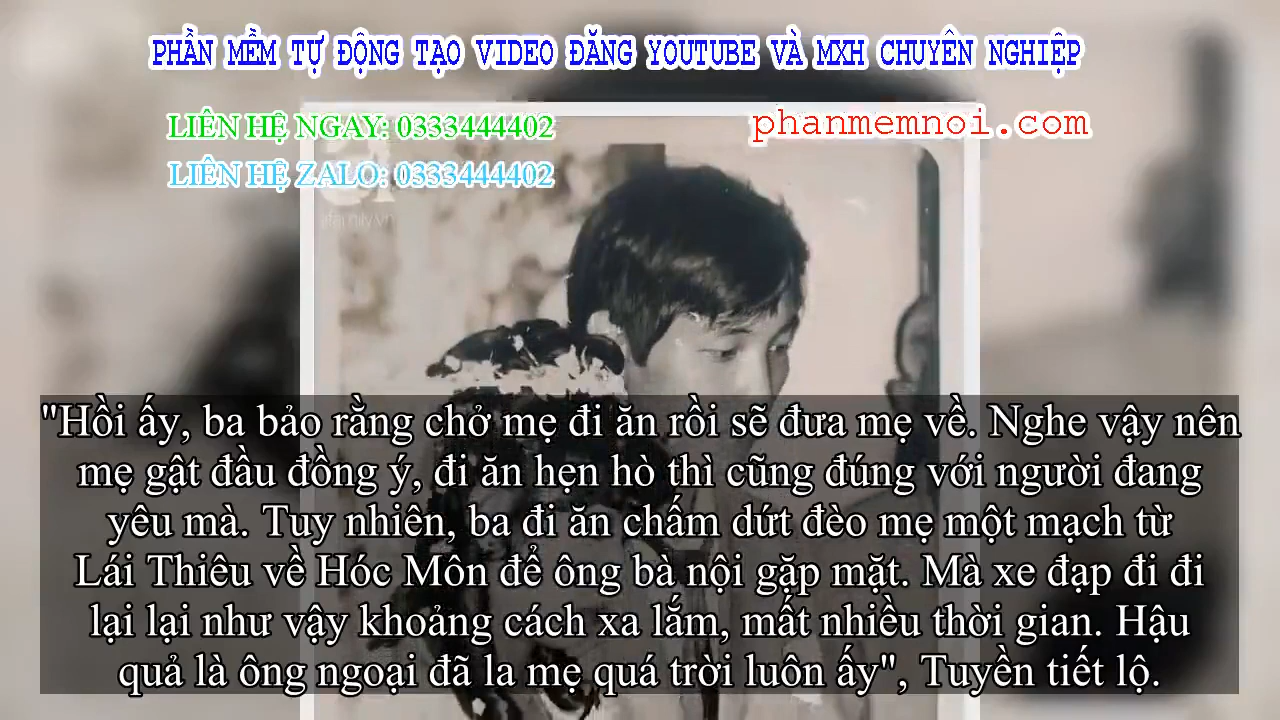 PHẦN MỀM TỰ ĐỘNG TẠO VIDEO ĐĂNG YOUTUBE VÀ MXH CHUYÊN NGHIỆP
LIÊN HỆ NGAY: 0333444402
phanmemnoi.com
LIÊN HỆ ZALO: 0333444402
afamily.vn
"Hồi ấy, ba bảo rằng chở mẹ đi ăn rồi sẽ đưa mẹ về. Nghe vậy nên
mẹ gật đầu đồng ý, đi ăn hẹn hò thì cũng đúng với người đang
yêu mà. Tuy nhiên, ba đi ăn chấm dứt đèo mẹ một mạch từ
Lái Thiêu về Hóc Môn để ông bà nội gặp mặt. Mà xe đạp đi đi
lại lại như vậy khoảng cách xa lắm, mất nhiều thời gian. Hậu
quả là ông ngoại đã la mẹ quá trời luôn ấy", Tuyền tiết lộ.